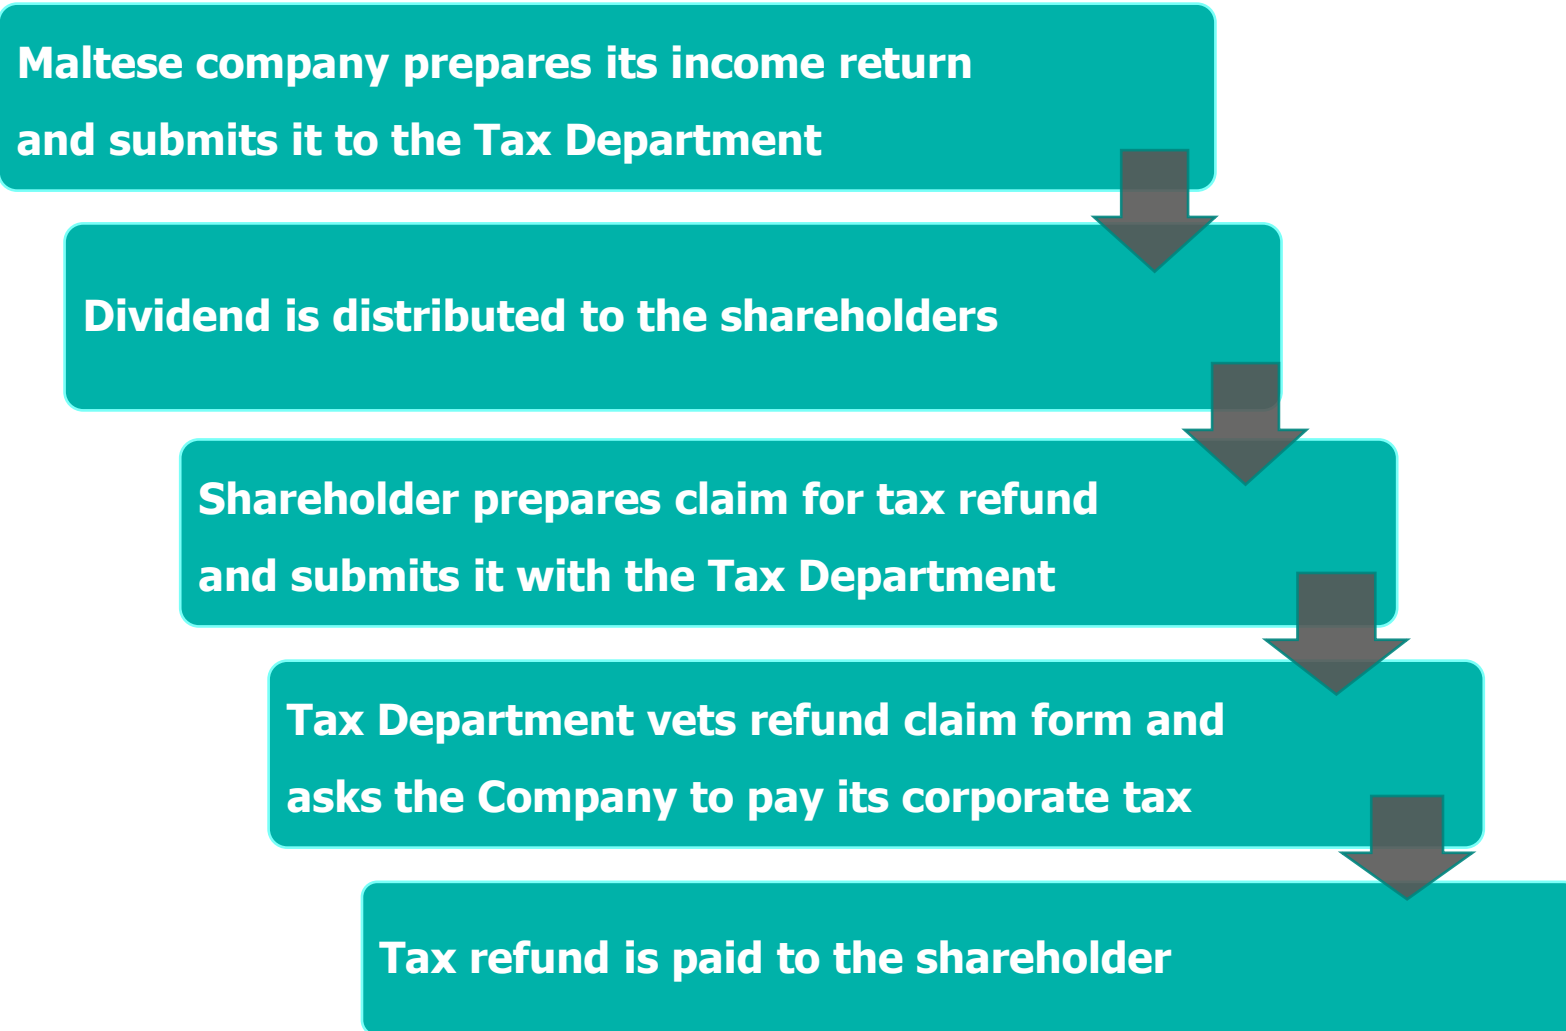 Maltese company prepares its income return
and submits it to the Tax Department
Dividend is distributed to the shareholders
Shareholder prepares claim for tax refund
and submits it with the Tax Department
Tax Department vets refund claim form and
asks the Company to pay its corporate tax
Tax refund is paid to the shareholder